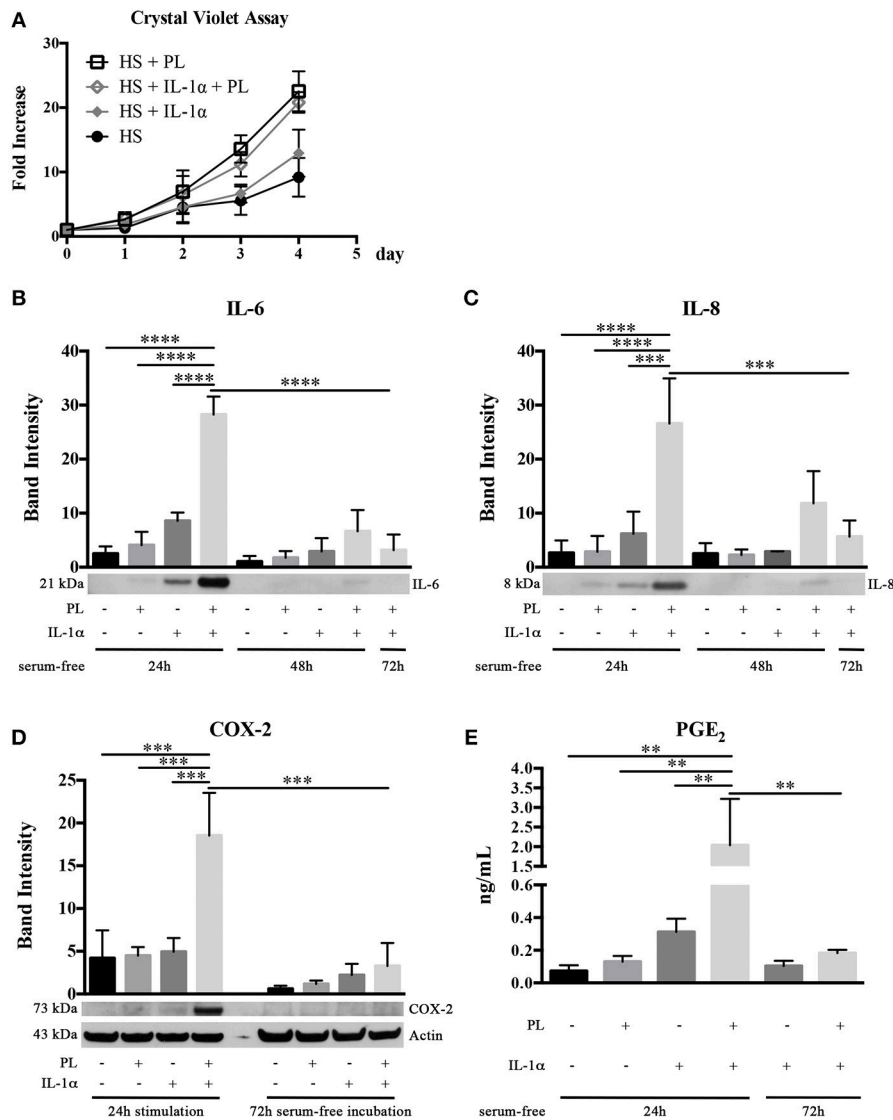 A
Crystal Violet Assay
30
20
10
0
Fold Increase
HS + PL
HS + IL-1α + PL
HS + IL-1α
HS
0 1 2 3 4 5
day
B
IL-6
**** **** **** ****
40
30
20
10
0
Band Intensity
21 kDa IL-6
PL - + - + - + - + +
IL-1α - - + + - - + + +
serum-free 24h 48h 72h
C
IL-8
**** **** *** ***
40
30
20
10
0
Band Intensity
8 kDa IL-8
PL - + - + - + - + +
IL-1α - - + + - - + + +
serum-free 24h 48h 72h
D
COX-2
*** *** *** ***
25
20
15
10
5
0
Band Intensity
73 kDa COX-2
43 kDa Actin
PL - + - + - + - +
IL-1α - - + + - - + +
24h stimulation 72h serum-free incubation
E
PGE₂
** ** ** **
4.0
3.5
3.0
2.5
2.0
1.5
0.6
0.4
0.2
0.0
ng/mL
PL - + - + - +
IL-1α - - + + + +
serum-free 24h 72h